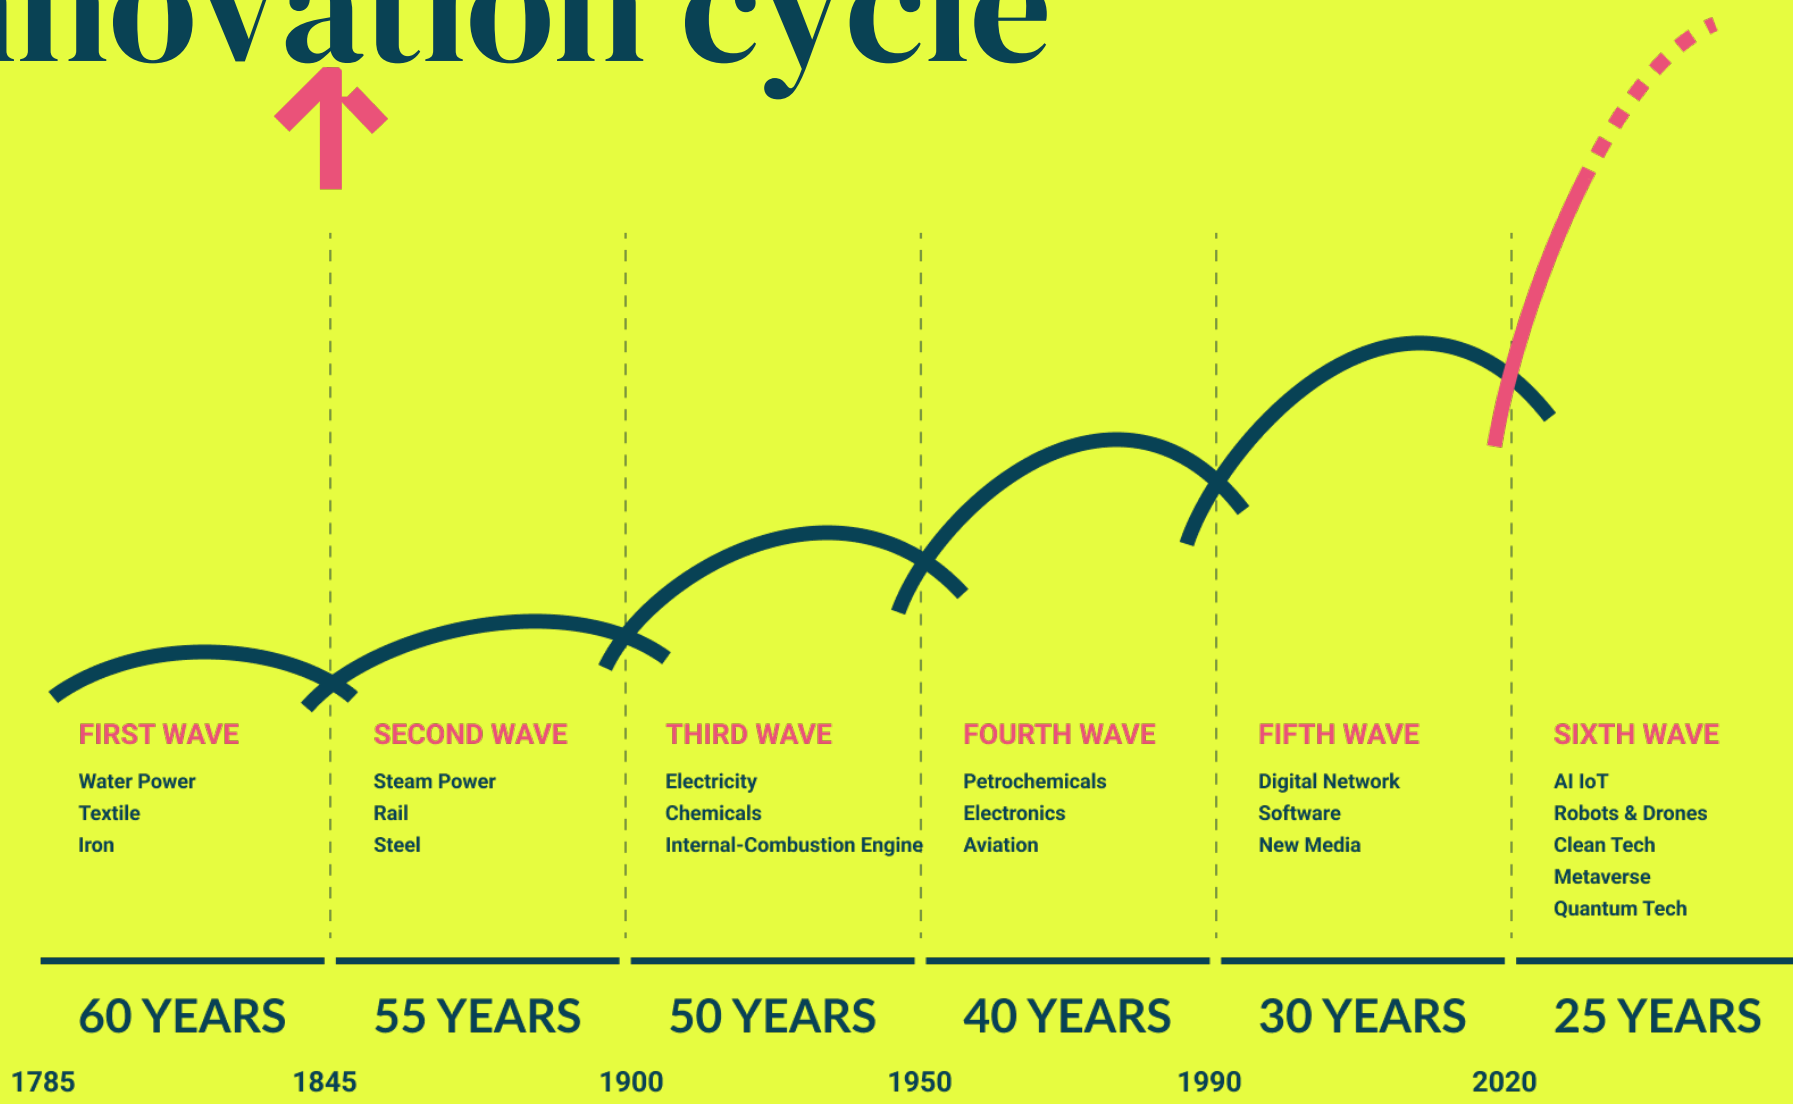 nnovation cycle
FIRST WAVE
Water Power
Textile
Iron
SECOND WAVE
Steam Power
Rail
Steel
THIRD WAVE
Electricity
Chemicals
Internal-Combustion Engine
FOURTH WAVE
Petrochemicals
Electronics
Aviation
FIFTH WAVE
Digital Network
Software
New Media
SIXTH WAVE
AI IoT
Robots & Drones
Clean Tech
Metaverse
Quantum Tech
60 YEARS
55 YEARS
50 YEARS
40 YEARS
30 YEARS
25 YEARS
1785
1845
1900
1950
1990
2020